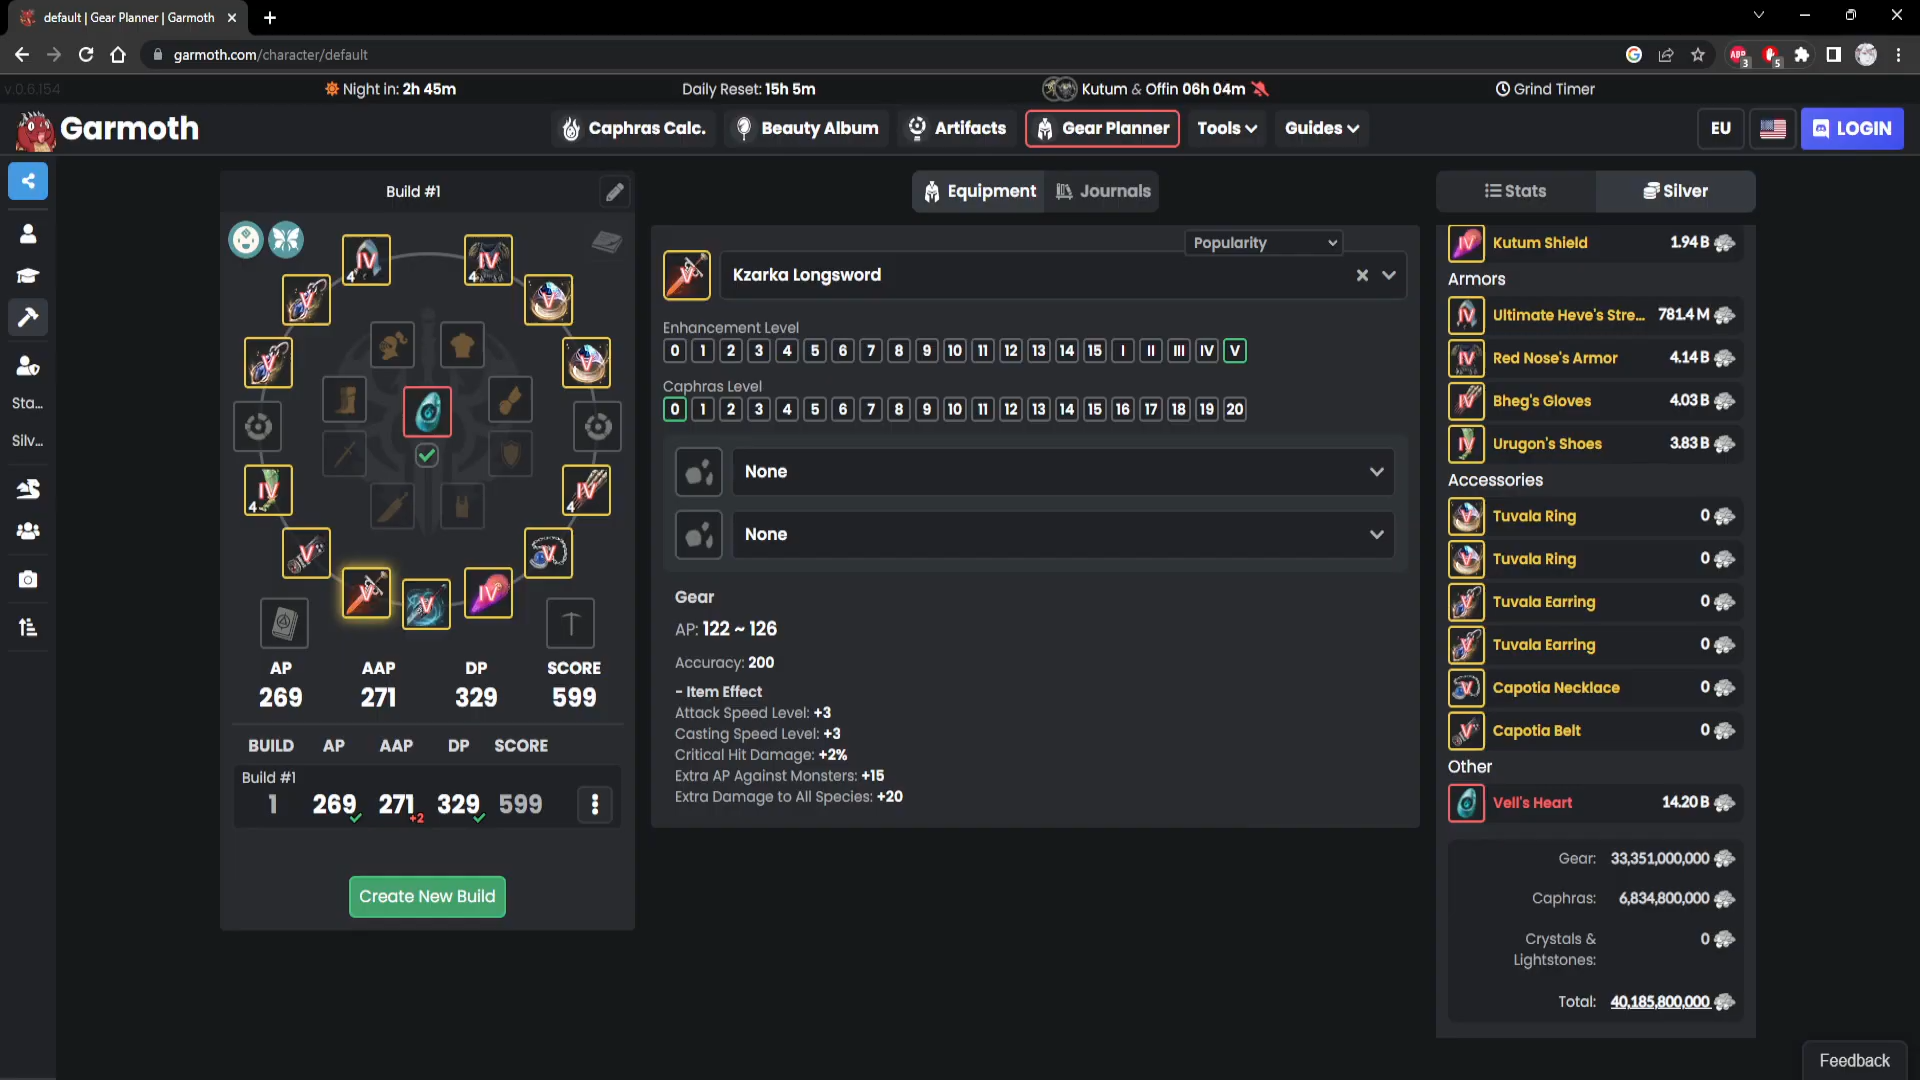 default | Gear Planner | Garmoth
garmoth.com/character/default
v.0.6.154
Night in: 2h 45m
Daily Reset: 15h 5m
Kutum & Offin 06h 04m
Grind Timer
Garmoth
Caphras Calc.
Beauty Album
Artifacts
Gear Planner
Tools
Guides
EU
LOGIN
Sta...
Silv...
Build #1
AP AAP DP SCORE
269 271 329 599
BUILD AP AAP DP SCORE
Build #1
1 269 271 +2 329 599
Create New Build
Equipment
Journals
Popularity
Kzarka Longsword
Enhancement Level
0 1 2 3 4 5 6 7 8 9 10 11 12 13 14 15 I II III IV V
Caphras Level
0 1 2 3 4 5 6 7 8 9 10 11 12 13 14 15 16 17 18 19 20
None
None
Gear
AP: 122 ~ 126
Accuracy: 200
- Item Effect
Attack Speed Level: +3
Casting Speed Level: +3
Critical Hit Damage: +2%
Extra AP Against Monsters: +15
Extra Damage to All Species: +20
Stats
Silver
Kutum Shield 1.94 B
Armors
Ultimate Heve's Stre... 781.4 M
Red Nose's Armor 4.14 B
Bheg's Gloves 4.03 B
Urugon's Shoes 3.83 B
Accessories
Tuvala Ring 0
Tuvala Ring 0
Tuvala Earring 0
Tuvala Earring 0
Capotia Necklace 0
Capotia Belt 0
Other
Vell's Heart 14.20 B
Gear: 33,351,000,000
Caphras: 6,834,800,000
Crystals & Lightstones: 0
Total: 40,185,800,000
Feedback